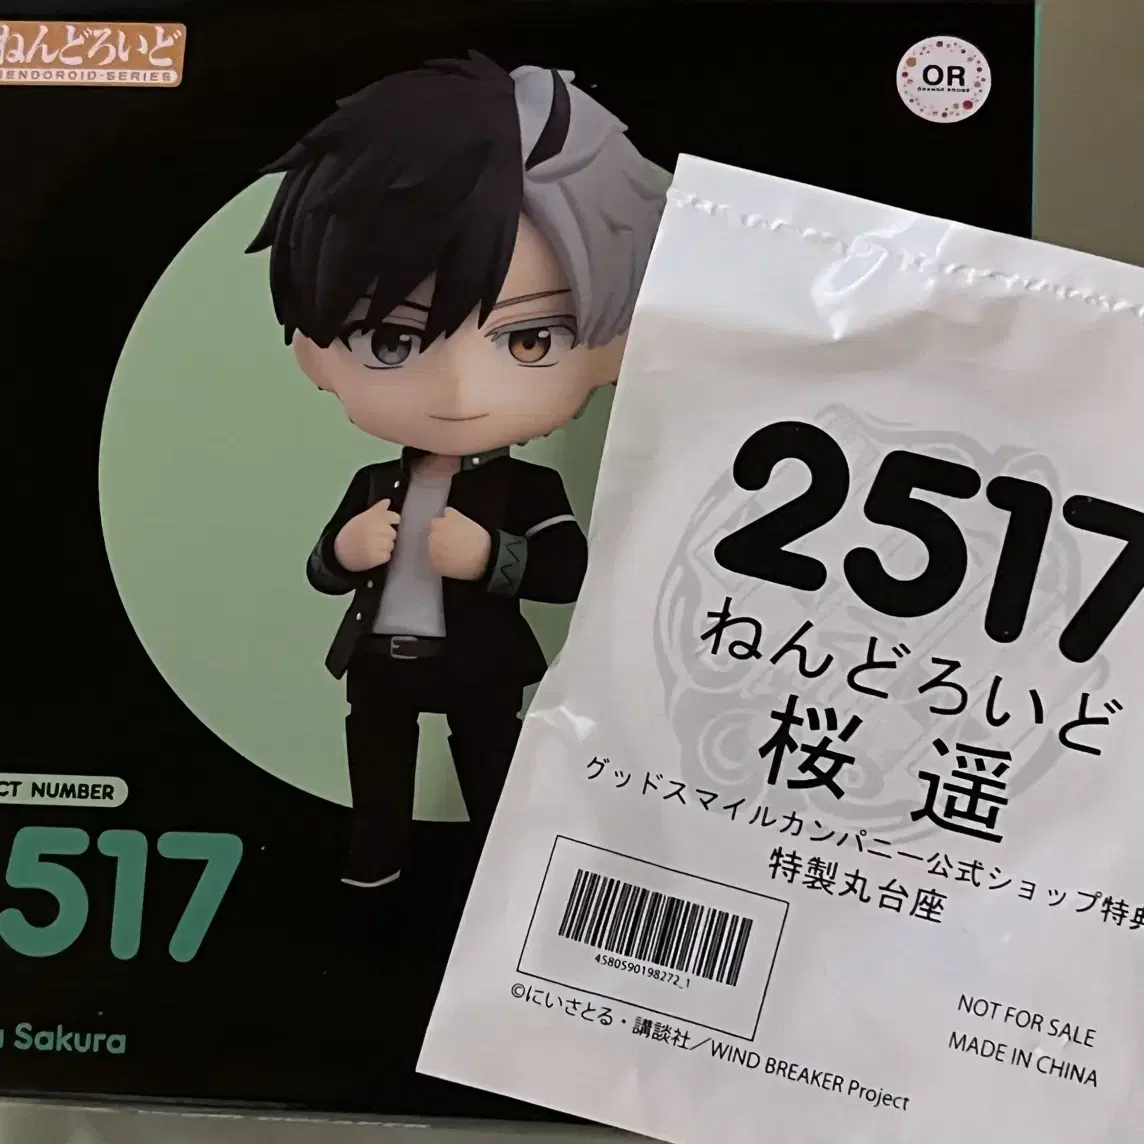 ねんどろいど
NENDOROID-SERIES
OR
ORANGE ROUGE
CT NUMBER
2517
u Sakura
2517
ねんどろいど
桜 遥
グッドスマイルカンパニー公式ショップ特典
特製丸台座
4580590198272_1
©にいさとる・講談社/WIND BREAKER Project
NOT FOR SALE
MADE IN CHINA